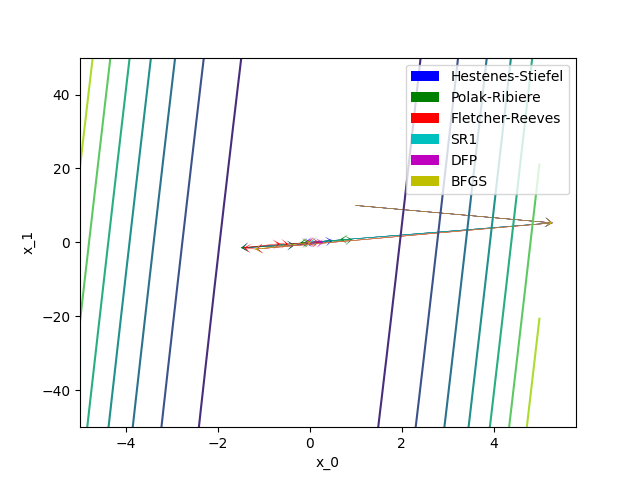 Hestenes-Stiefel
Polak-Ribiere
Fletcher-Reeves
SR1
DFP
BFGS
40
20
0
−20
−40
x_1
−4
−2
0
2
4
x_0